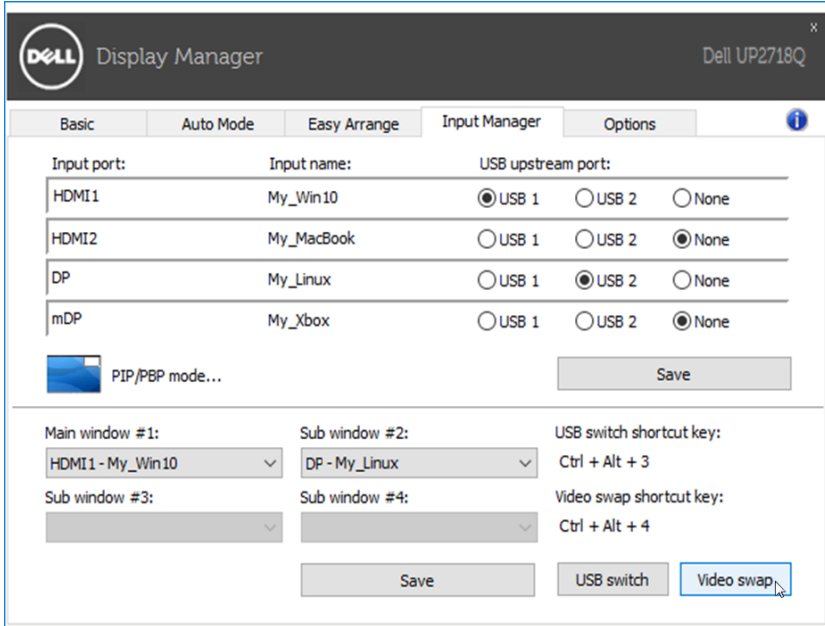 x
DELL Display Manager Dell UP2718Q
Basic Auto Mode Easy Arrange Input Manager Options i
Input port: Input name: USB upstream port:
HDMI1 My_Win10 USB 1 USB 2 None
HDMI2 My_MacBook USB 1 USB 2 None
DP My_Linux USB 1 USB 2 None
mDP My_Xbox USB 1 USB 2 None
PIP/PBP mode... Save
Main window #1: Sub window #2: USB switch shortcut key:
HDMI1 - My_Win10 DP - My_Linux Ctrl + Alt + 3
Sub window #3: Sub window #4: Video swap shortcut key:
Ctrl + Alt + 4
Save USB switch Video swap